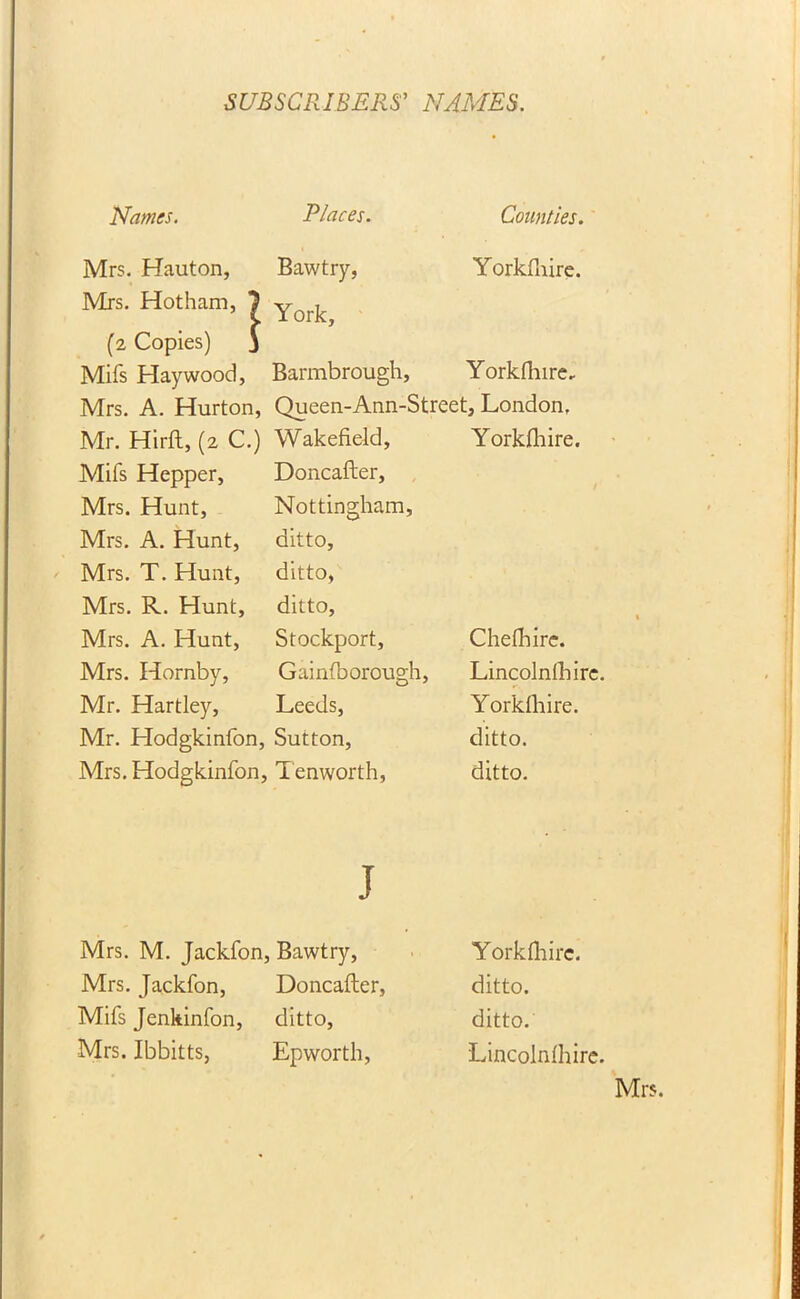 SUBSCRIBERS' NAMES.
Names. Places. Counties.
Mrs. Hauton, Bawtry, Yorkſhire.
Mrs. Hotham, } York,
(2 Copies)
Miſs Haywood, Barmbrough, Yorkſhire.
Mrs. A. Hurton, Queen-Ann-Street, London,
Mr. Hirſt, (2 C.) Wakefield, Yorkſhire.
Miſs Hepper, Doncaſter,
Mrs. Hunt, Nottingham,
Mrs. A. Hunt, ditto,
Mrs. T. Hunt, ditto,
Mrs. R. Hunt, ditto,
Mrs. A. Hunt, Stockport, Cheſhire.
Mrs. Hornby, Gainſborough, Lincolnſhire.
Mr. Hartley, Leeds, Yorkſhire.
Mr. Hodgkinſon, Sutton, ditto.
Mrs. Hodgkinſon, Tenworth, ditto.
J
Mrs. M. Jackſon, Bawtry, Yorkſhire.
Mrs. Jackſon, Doncaſter, ditto.
Miſs Jenkinſon, ditto, ditto.
Mrs. Ibbitts, Epworth, Lincolnſhire.
Mrs.